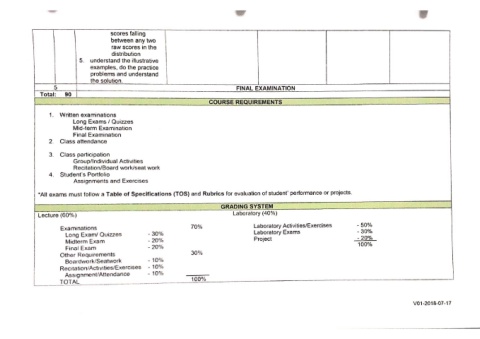 scores falling
between any two
raw scores in the
distribution
5. understand the illustrative
examples, do the practice
problems and understand
the solution.
5 FINAL EXAMINATION
Total: 90
COURSE REQUIREMENTS
1. Written examinations
Long Exams / Quizzes
Mid-term Examination
Final Examination
2. Class attendance
3. Class participation
Group/Individual Activities
Recitation/Board work/seat work
4. Student's Portfolio
Assignments and Exercises
*All exams must follow a Table of Specifications (TOS) and Rubrics for evaluation of student' performance or projects.
GRADING SYSTEM
Lecture (60%) Laboratory (40%)
Examinations 70% Laboratory Activities/Exercises - 50%
Long Exam/ Quizzes - 30% Laboratory Exams - 30%
Midterm Exam - 20% Project - 20%
Final Exam - 20% 100%
Other Requirements 30%
Boardwork/Seatwork - 10%
Recitation/Activities/Exercises - 10%
Assignment/Attendance - 10%
TOTAL 100%
V01-2018-07-17